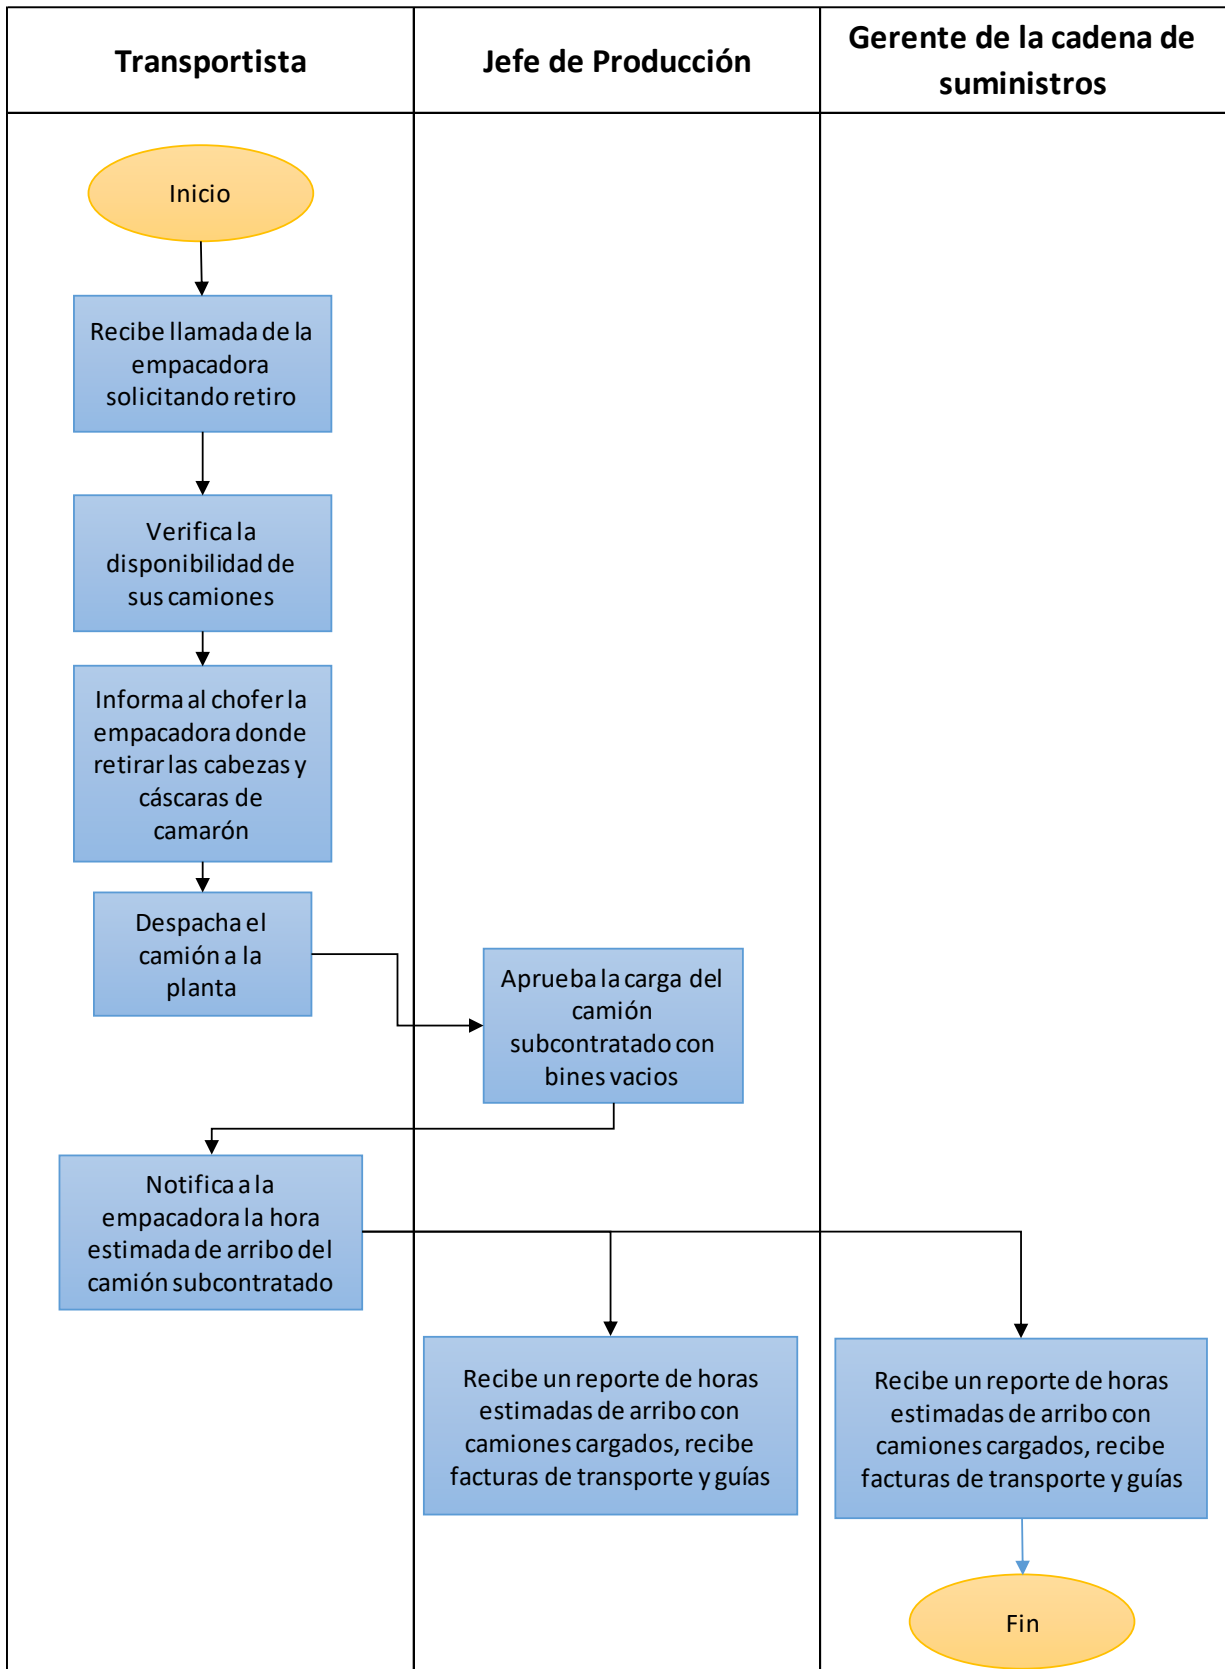 Transportista
Jefe de Producción
Gerente de la cadena de
suministros
Inicio
Recibe llamada de la
empacadora
solicitando retiro
Verifica la
disponibilidad de
sus camiones
Informa al chofer la
empacadora donde
retirar las cabezas y
cáscaras de
camarón
Despacha el
camión a la
planta
Aprueba la carga del
camión
subcontratado con
bines vacios
Notifica a la
empacadora la hora
estimada de arribo del
camión subcontratado
Recibe un reporte de horas
estimadas de arribo con
camiones cargados, recibe
facturas de transporte y guías
Recibe un reporte de horas
estimadas de arribo con
camiones cargados, recibe
facturas de transporte y guías
Fin